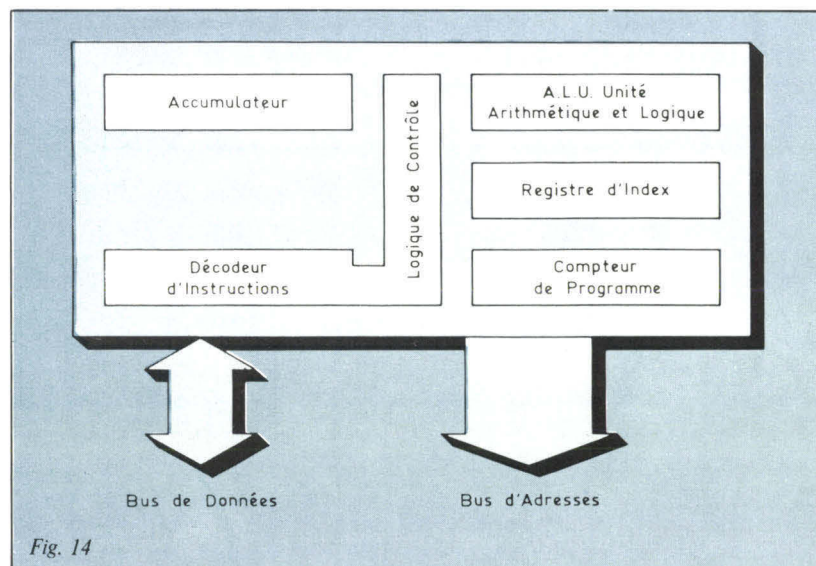 Accumulateur
Logique de Contrôle
A.L.U. Unité
Arithmétique et Logique
Registre d'Index
Décodeur
d'Instructions
Compteur
de Programme
Bus de Données
Bus d'Adresses
Fig. 14